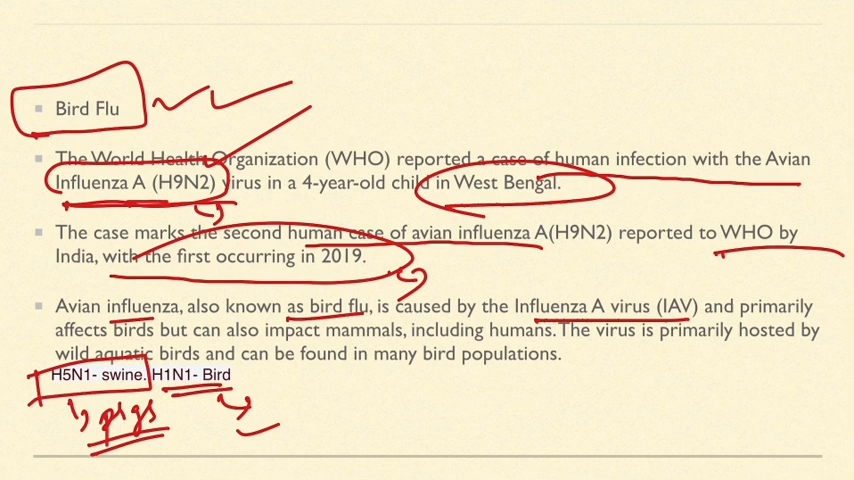 Bird Flu
The World Health Organization (WHO) reported a case of human infection with the Avian
Influenza A (H9N2) virus in a 4-year-old child in West Bengal.
The case marks the second human case of avian influenza A(H9N2) reported to WHO by
India, with the first occurring in 2019.
Avian influenza, also known as bird flu, is caused by the Influenza A virus (IAV) and primarily
affects birds but can also impact mammals, including humans. The virus is primarily hosted by
wild aquatic birds and can be found in many bird populations.
H5N1- swine. H1N1- Bird
pigs